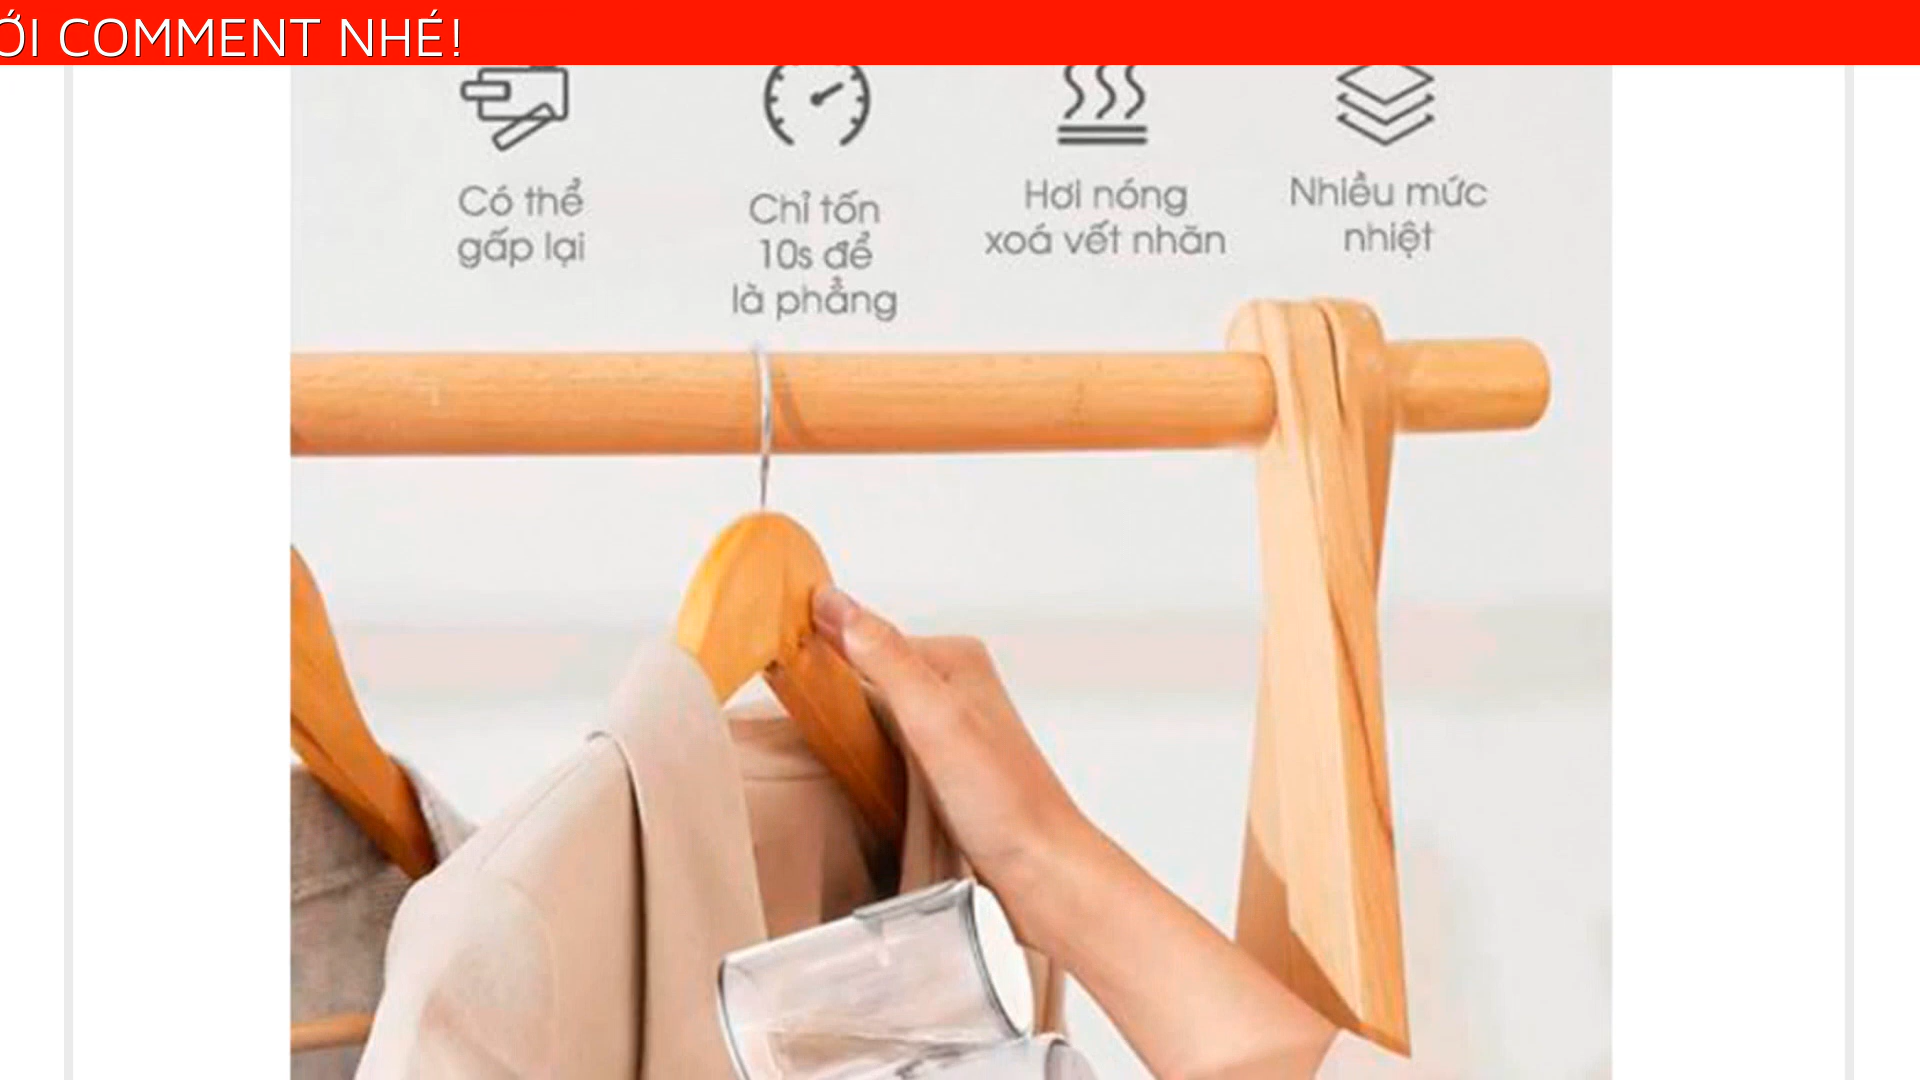 ỚI COMMENT NHÉ!
Có thể
gấp lại
Chỉ tốn
10s để
là phẳng
Hơi nóng
xoá vết nhăn
Nhiều mức
nhiệt